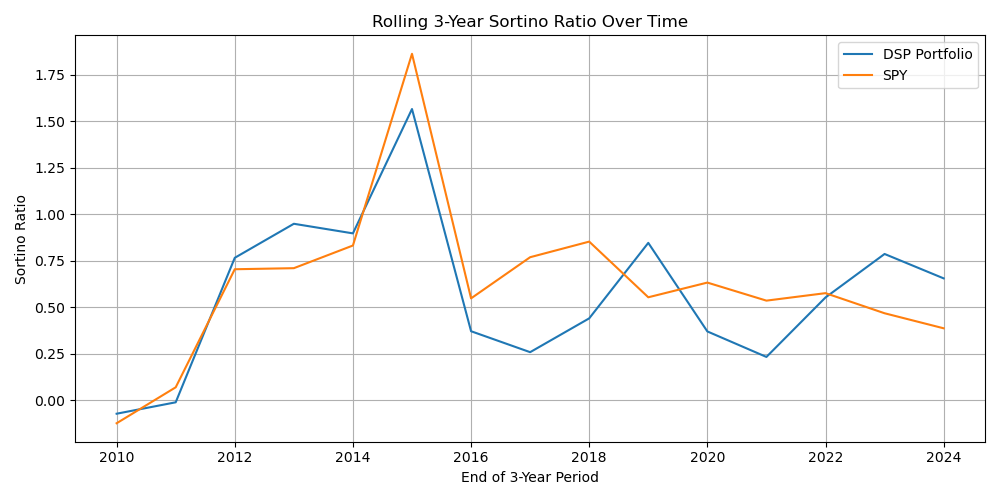 Rolling 3-Year Sortino Ratio Over Time
DSP Portfolio
SPY
Sortino Ratio
1.75
1.50
1.25
1.00
0.75
0.50
0.25
0.00
2010 2012 2014 2016 2018 2020 2022 2024
End of 3-Year Period